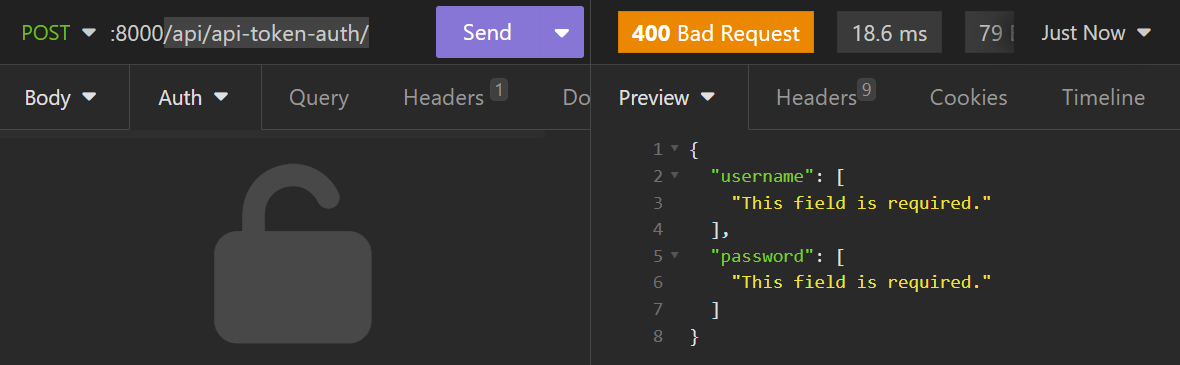 POST :8000/api/api-token-auth/ Send 400 Bad Request 18.6 ms 79 Just Now
Body Auth Query Headers 1 Do Preview Headers 9 Cookies Timeline
1 {
2 "username": [
3 "This field is required."
4 ],
5 "password": [
6 "This field is required."
7 ]
8 }